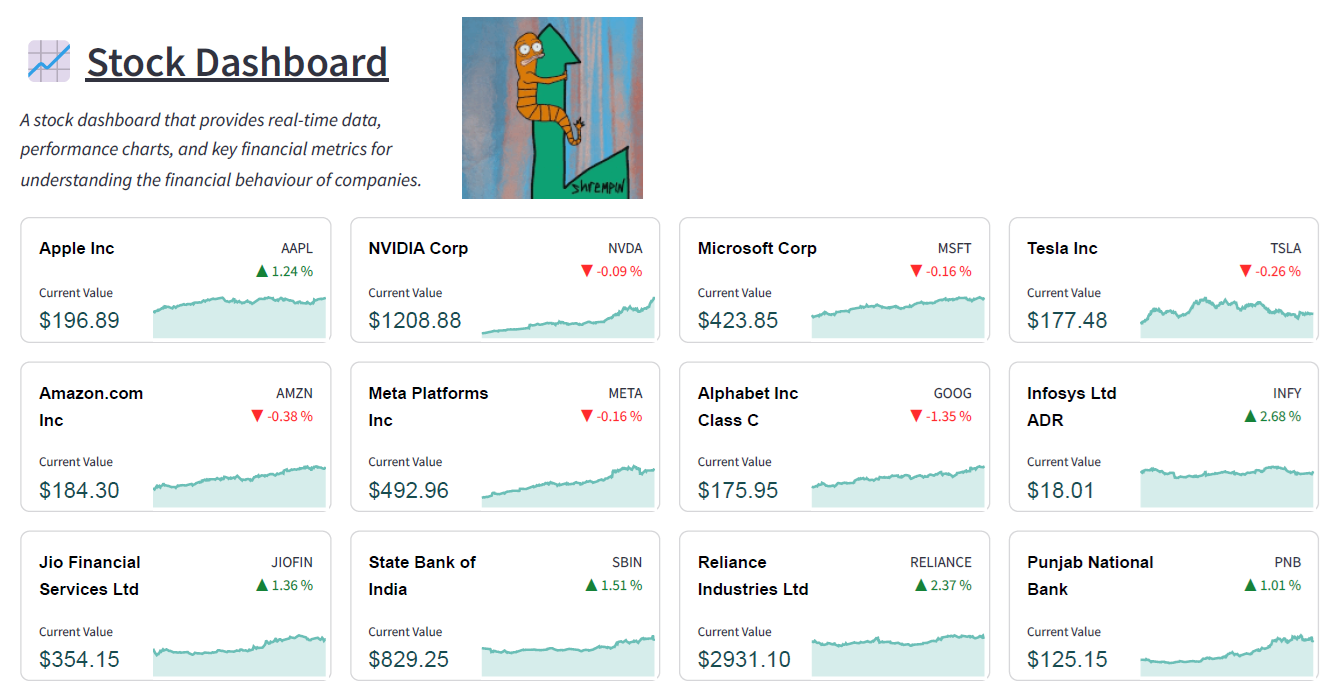 Stock Dashboard
A stock dashboard that provides real-time data,
performance charts, and key financial metrics for
understanding the financial behaviour of companies.
shrempin
Apple Inc AAPL
▲ 1.24 %
Current Value
$196.89
NVIDIA Corp NVDA
▼ -0.09 %
Current Value
$1208.88
Microsoft Corp MSFT
▼ -0.16 %
Current Value
$423.85
Tesla Inc TSLA
▼ -0.26 %
Current Value
$177.48
Amazon.com AMZN
Inc ▼ -0.38 %
Current Value
$184.30
Meta Platforms META
Inc ▼ -0.16 %
Current Value
$492.96
Alphabet Inc GOOG
Class C ▼ -1.35 %
Current Value
$175.95
Infosys Ltd INFY
ADR ▲ 2.68 %
Current Value
$18.01
Jio Financial JIOFIN
Services Ltd ▲ 1.36 %
Current Value
$354.15
State Bank of SBIN
India ▲ 1.51 %
Current Value
$829.25
Reliance RELIANCE
Industries Ltd ▲ 2.37 %
Current Value
$2931.10
Punjab National PNB
Bank ▲ 1.01 %
Current Value
$125.15